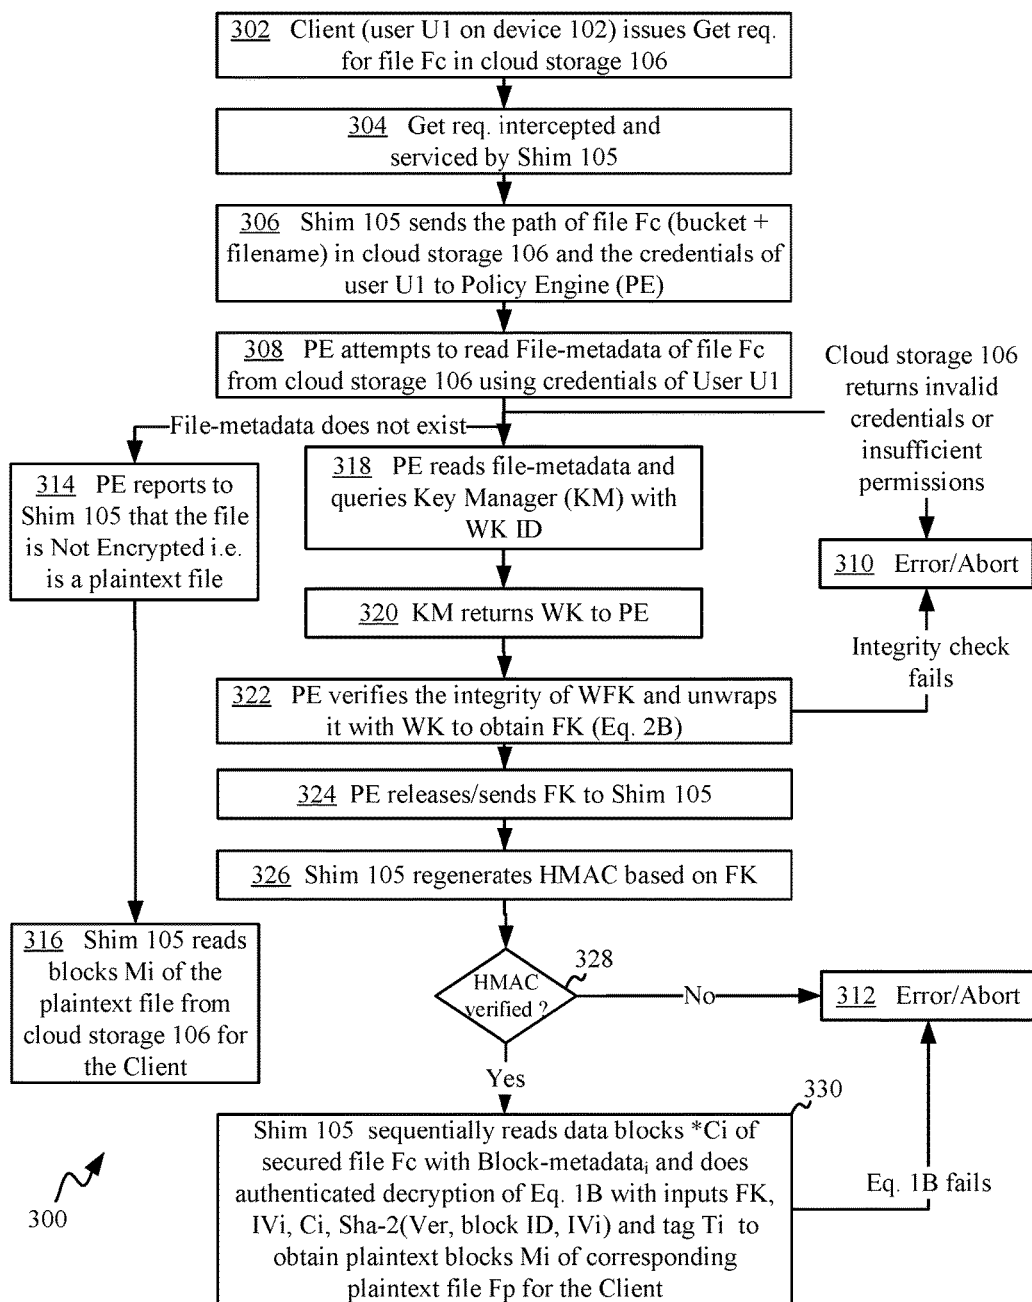 302 Client (user U1 on device 102) issues Get req.
for file Fc in cloud storage 106
304 Get req. intercepted and
serviced by Shim 105
306 Shim 105 sends the path of file Fc (bucket +
filename) in cloud storage 106 and the credentials of
user U1 to Policy Engine (PE)
308 PE attempts to read File-metadata of file Fc
from cloud storage 106 using credentials of User U1
Cloud storage 106
returns invalid
credentials or
insufficient
permissions
File-metadata does not exist
314 PE reports to
Shim 105 that the file
is Not Encrypted i.e.
is a plaintext file
318 PE reads file-metadata and
queries Key Manager (KM) with
WK ID
310 Error/Abort
320 KM returns WK to PE
Integrity check
fails
322 PE verifies the integrity of WFK and unwraps
it with WK to obtain FK (Eq. 2B)
324 PE releases/sends FK to Shim 105
326 Shim 105 regenerates HMAC based on FK
316 Shim 105 reads
blocks Mi of the
plaintext file from
cloud storage 106 for
the Client
328
HMAC
verified ?
No
312 Error/Abort
Yes
330
Shim 105 sequentially reads data blocks *Ci of
secured file Fc with Block-metadataᵢ and does
authenticated decryption of Eq. 1B with inputs FK,
IVi, Ci, Sha-2(Ver, block ID, IVi) and tag Ti to
obtain plaintext blocks Mi of corresponding
plaintext file Fp for the Client
Eq. 1B fails
300